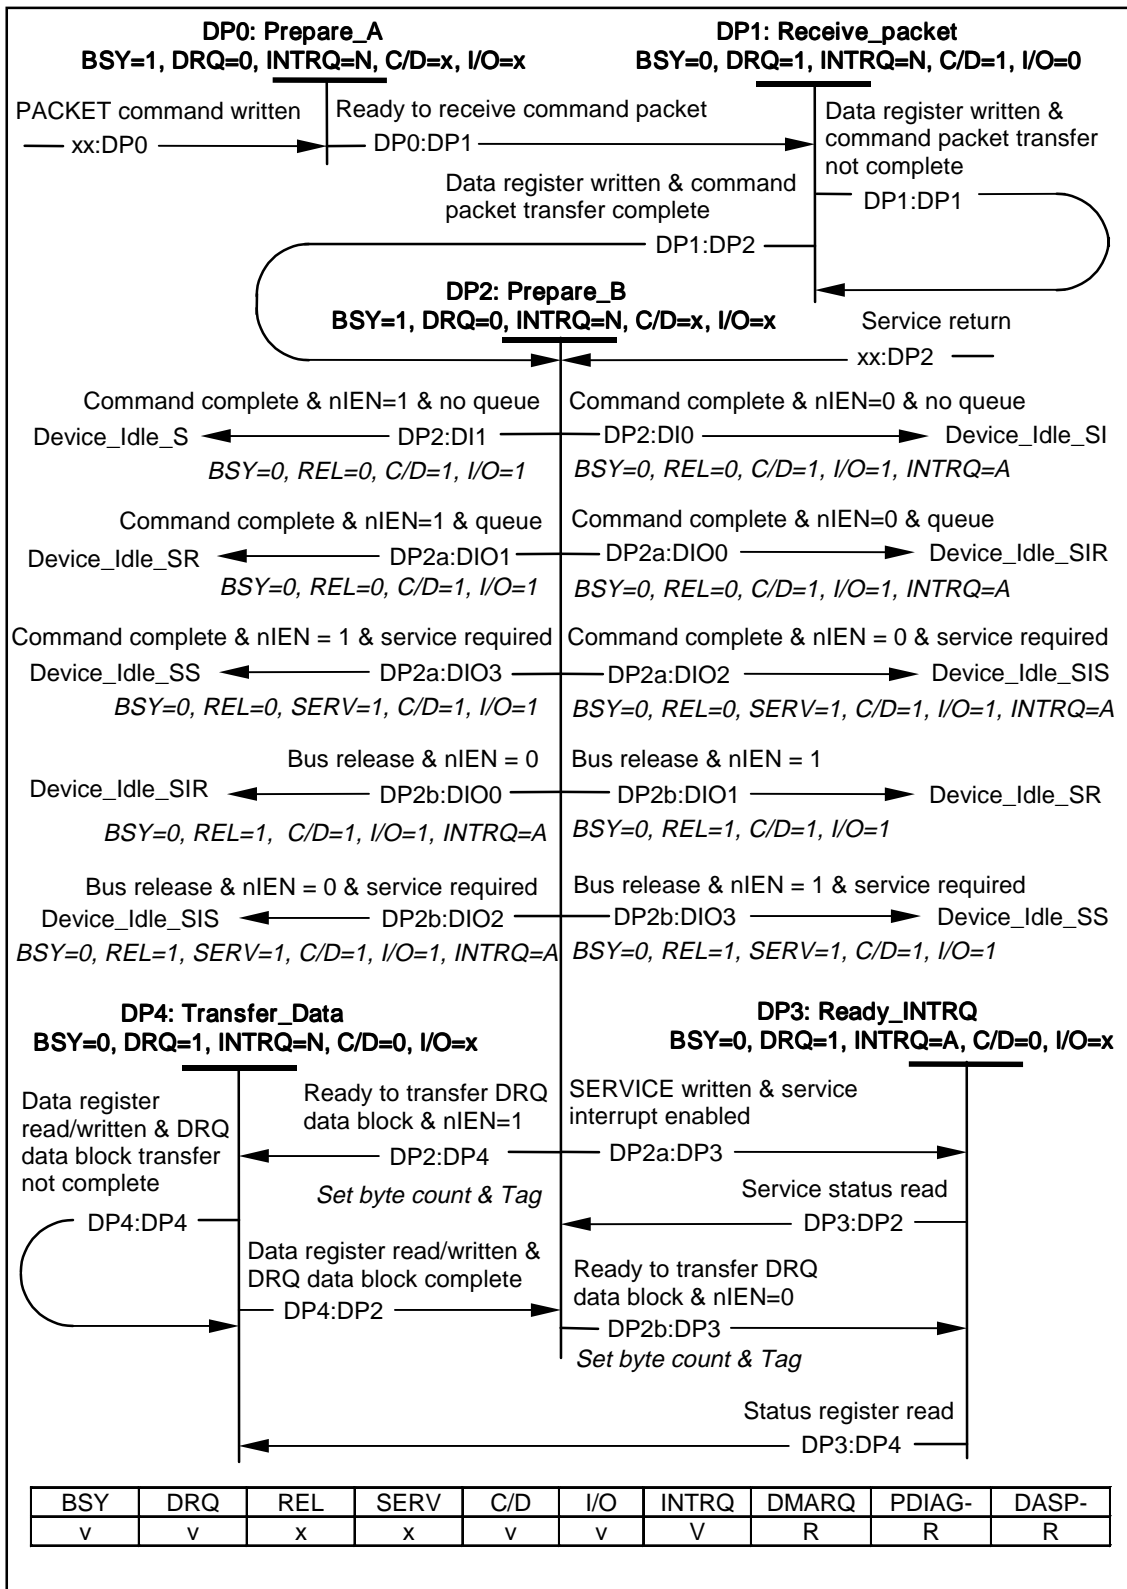 DP0: Prepare_A
BSY=1, DRQ=0, INTRQ=N, C/D=x, I/O=x
DP1: Receive_packet
BSY=0, DRQ=1, INTRQ=N, C/D=1, I/O=0
PACKET command written
xx:DP0
Ready to receive command packet
DP0:DP1
Data register written &
command packet transfer
not complete
DP1:DP1
Data register written & command
packet transfer complete
DP1:DP2
DP2: Prepare_B
BSY=1, DRQ=0, INTRQ=N, C/D=x, I/O=x
Service return
xx:DP2
Command complete & nIEN=1 & no queue
Device_Idle_S
DP2:DI1
BSY=0, REL=0, C/D=1, I/O=1
Command complete & nIEN=0 & no queue
DP2:DI0
Device_Idle_SI
BSY=0, REL=0, C/D=1, I/O=1, INTRQ=A
Command complete & nIEN=1 & queue
Device_Idle_SR
DP2a:DIO1
BSY=0, REL=0, C/D=1, I/O=1
Command complete & nIEN=0 & queue
DP2a:DIO0
Device_Idle_SIR
BSY=0, REL=0, C/D=1, I/O=1, INTRQ=A
Command complete & nIEN = 1 & service required
Device_Idle_SS
DP2a:DIO3
BSY=0, REL=0, SERV=1, C/D=1, I/O=1
Command complete & nIEN = 0 & service required
DP2a:DIO2
Device_Idle_SIS
BSY=0, REL=0, SERV=1, C/D=1, I/O=1, INTRQ=A
Bus release & nIEN = 0
Device_Idle_SIR
DP2b:DIO0
BSY=0, REL=1, C/D=1, I/O=1, INTRQ=A
Bus release & nIEN = 1
DP2b:DIO1
Device_Idle_SR
BSY=0, REL=1, C/D=1, I/O=1
Bus release & nIEN = 0 & service required
Device_Idle_SIS
DP2b:DIO2
BSY=0, REL=1, SERV=1, C/D=1, I/O=1, INTRQ=A
Bus release & nIEN = 1 & service required
DP2b:DIO3
Device_Idle_SS
BSY=0, REL=1, SERV=1, C/D=1, I/O=1
DP4: Transfer_Data
BSY=0, DRQ=1, INTRQ=N, C/D=0, I/O=x
DP3: Ready_INTRQ
BSY=0, DRQ=1, INTRQ=A, C/D=0, I/O=x
Data register
read/written & DRQ
data block transfer
not complete
DP4:DP4
Ready to transfer DRQ
data block & nIEN=1
DP2:DP4
Set byte count & Tag
SERVICE written & service
interrupt enabled
DP2a:DP3
Service status read
DP3:DP2
Data register read/written &
DRQ data block complete
DP4:DP2
Ready to transfer DRQ
data block & nIEN=0
DP2b:DP3
Set byte count & Tag
Status register read
DP3:DP4
BSY DRQ REL SERV C/D I/O INTRQ DMARQ PDIAG- DASP-
v v x x v v V R R R